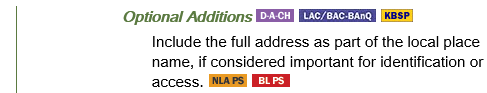 Optional Additions D-A-CH LAC/BAC-BAnQ KBSP
Include the full address as part of the local place
name, if considered important for identification or
access. NLA PS BL PS